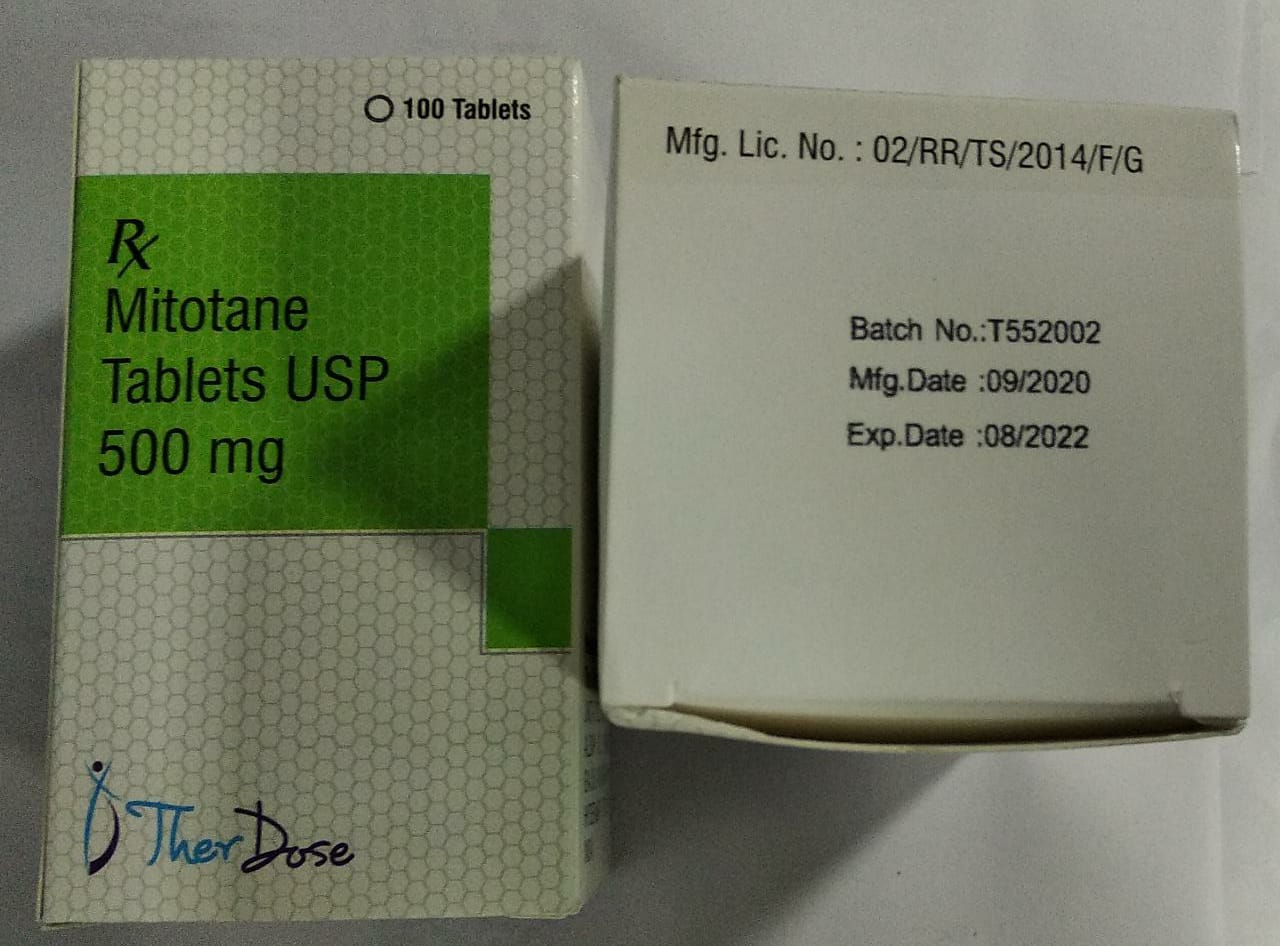 100 Tablets
Rx
Mitotane
Tablets USP
500 mg
TherDose
Mfg. Lic. No. : 02/RR/TS/2014/F/G
Batch No.:T552002
Mfg.Date :09/2020
Exp.Date :08/2022